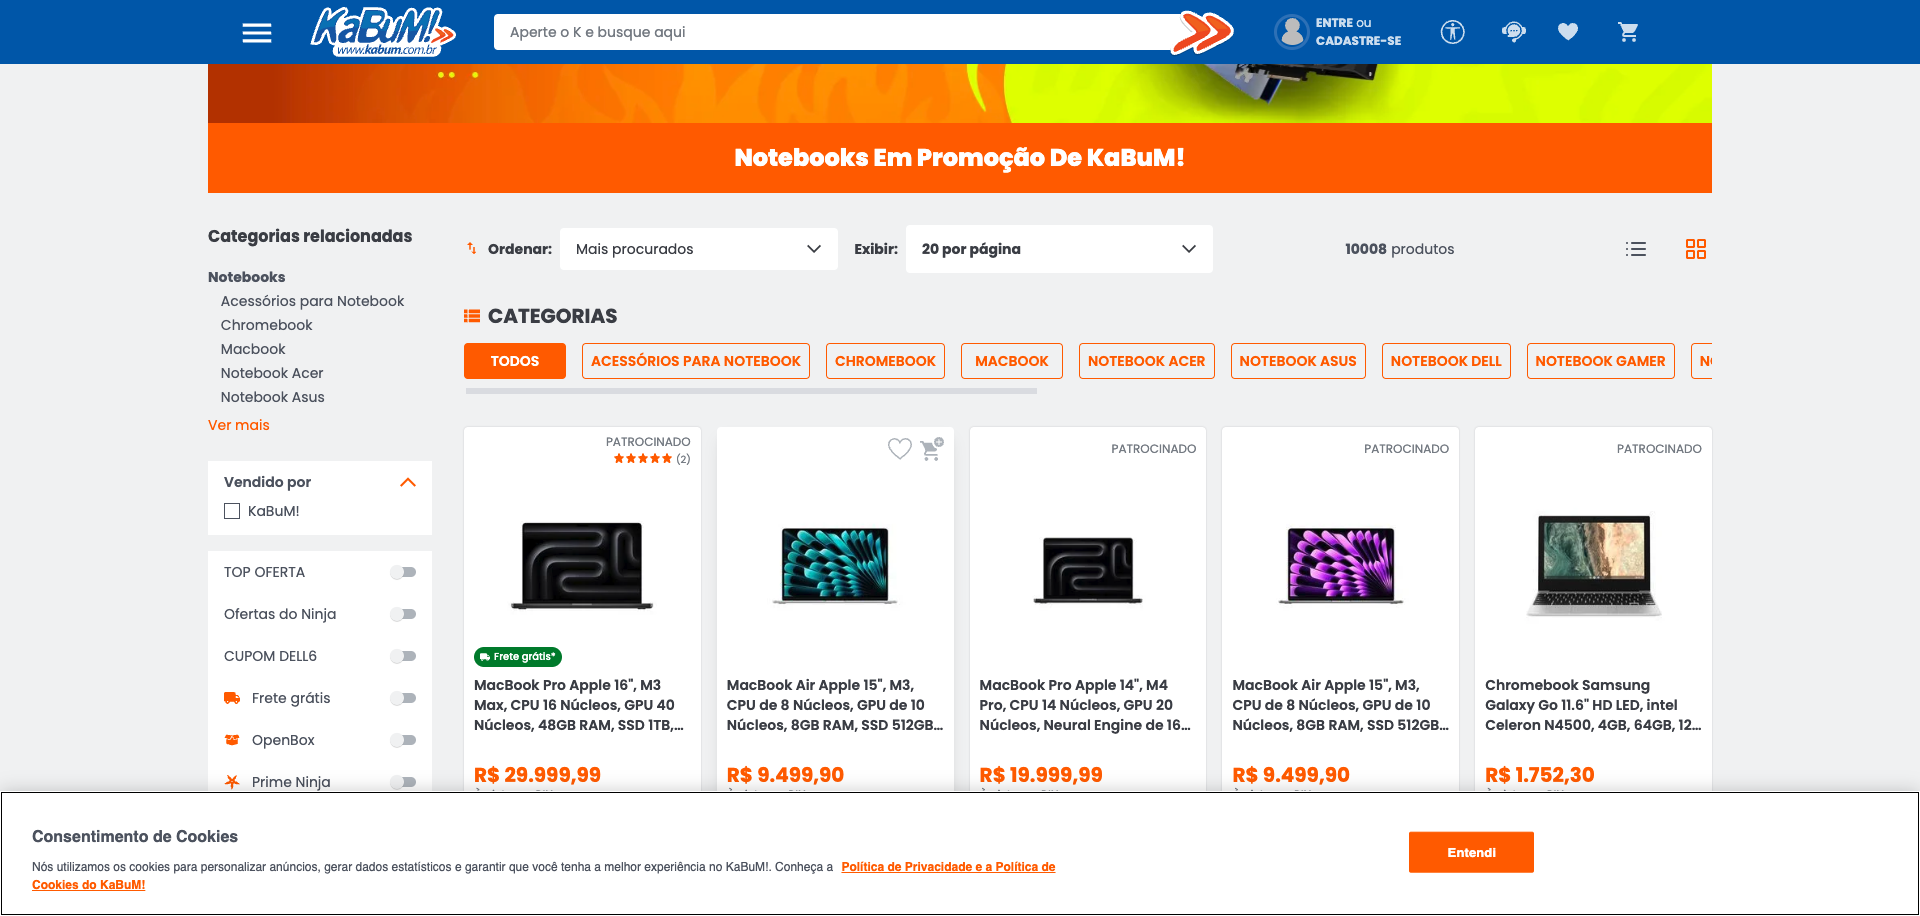 KaBuM!
www.kabum.com.br
Aperte o K e busque aqui
ENTRE ou
CADASTRE-SE
Notebooks Em Promoção De KaBuM!
Categorias relacionadas
Notebooks
Acessórios para Notebook
Chromebook
Macbook
Notebook Acer
Notebook Asus
Ver mais
Vendido por
KaBuM!
TOP OFERTA
Ofertas do Ninja
CUPOM DELL6
Frete grátis
OpenBox
Prime Ninja
Ordenar: Mais procurados
Exibir: 20 por página
10008 produtos
CATEGORIAS
TODOS
ACESSÓRIOS PARA NOTEBOOK
CHROMEBOOK
MACBOOK
NOTEBOOK ACER
NOTEBOOK ASUS
NOTEBOOK DELL
NOTEBOOK GAMER
PATROCINADO
(2)
Frete grátis*
MacBook Pro Apple 16", M3
Max, CPU 16 Núcleos, GPU 40
Núcleos, 48GB RAM, SSD 1TB,...
R$ 29.999,99
MacBook Air Apple 15", M3,
CPU de 8 Núcleos, GPU de 10
Núcleos, 8GB RAM, SSD 512GB...
R$ 9.499,90
PATROCINADO
MacBook Pro Apple 14", M4
Pro, CPU 14 Núcleos, GPU 20
Núcleos, Neural Engine de 16...
R$ 19.999,99
PATROCINADO
MacBook Air Apple 15", M3,
CPU de 8 Núcleos, GPU de 10
Núcleos, 8GB RAM, SSD 512GB...
R$ 9.499,90
PATROCINADO
Chromebook Samsung
Galaxy Go 11.6" HD LED, intel
Celeron N4500, 4GB, 64GB, 12...
R$ 1.752,30
Consentimento de Cookies
Nós utilizamos os cookies para personalizar anúncios, gerar dados estatísticos e garantir que você tenha a melhor experiência no KaBuM!. Conheça a Política de Privacidade e a Política de
Cookies do KaBuM!
Entendi